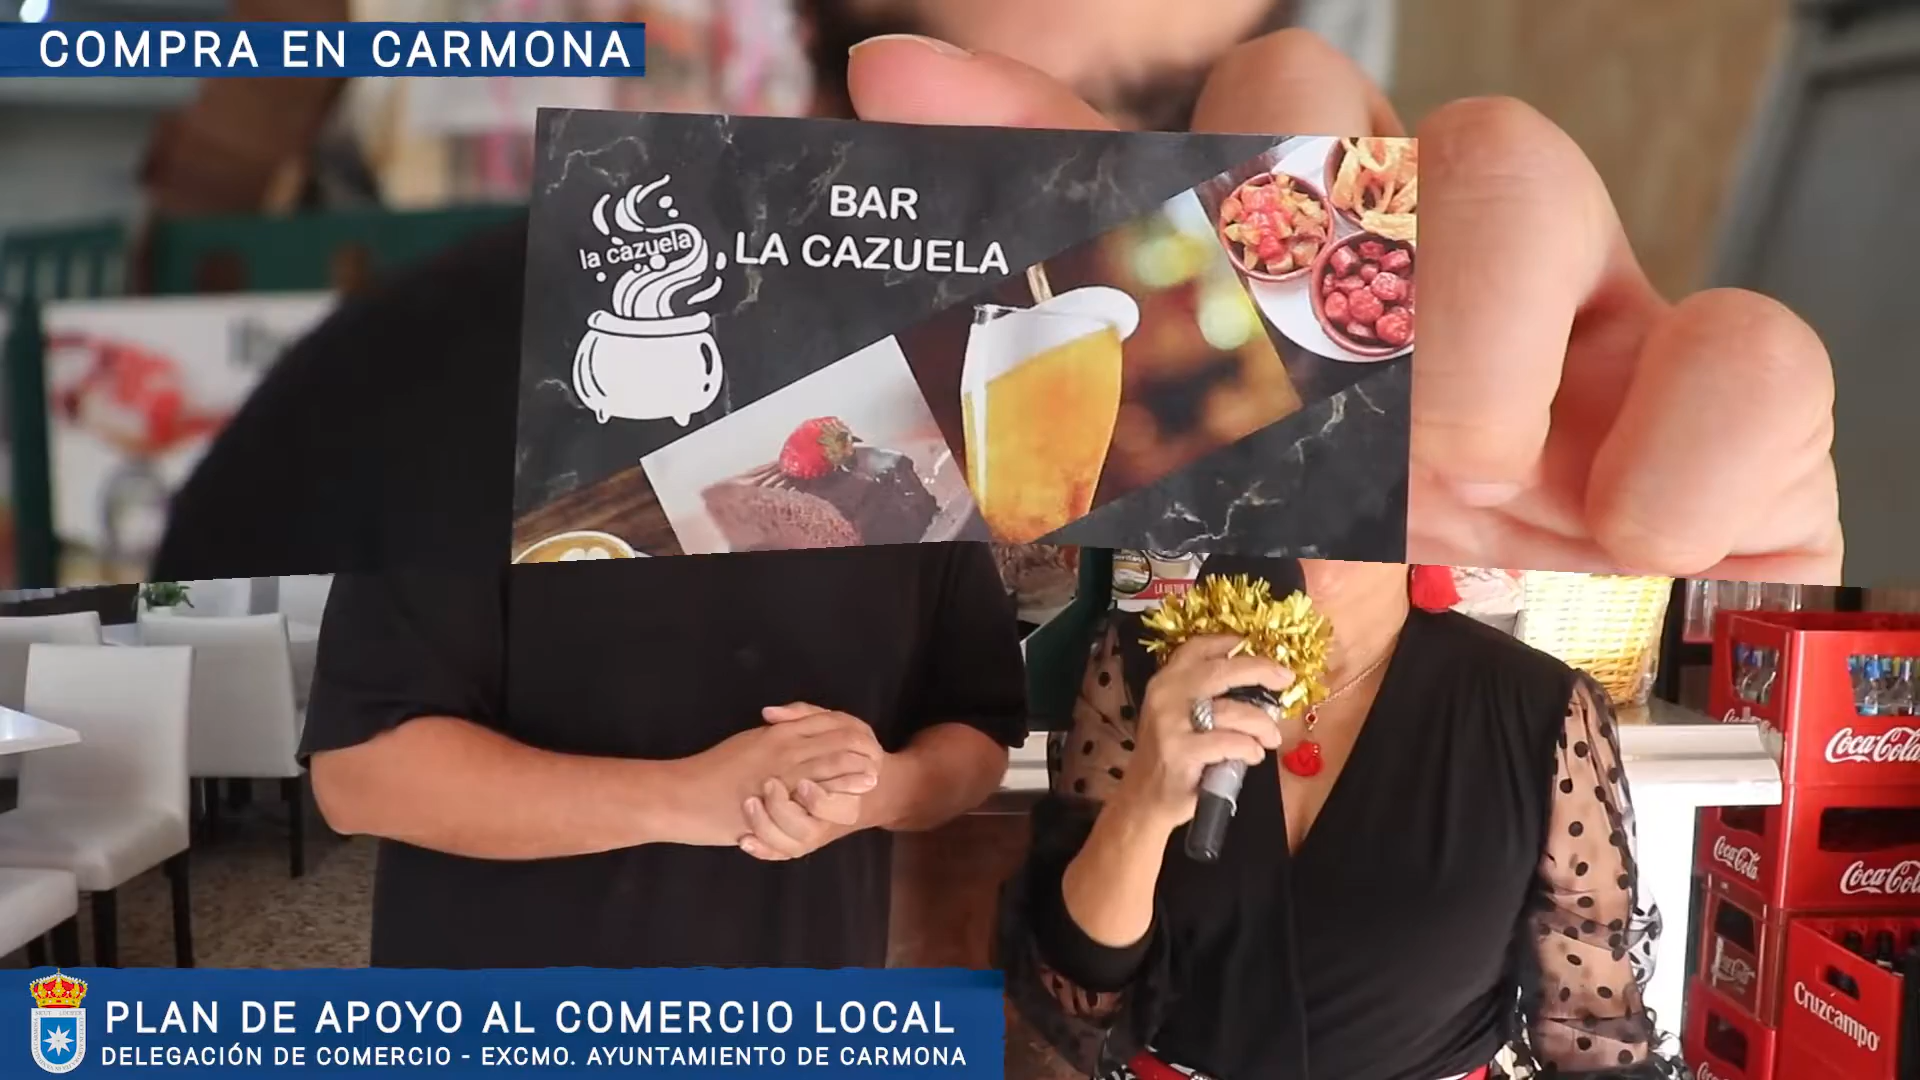 COMPRA EN CARMONA
la cazuela
BAR
LA CAZUELA
Coca-Cola
Coca-Cola
Coca-Cola
Cruzcampo
PLAN DE APOYO AL COMERCIO LOCAL
DELEGACIÓN DE COMERCIO - EXCMO. AYUNTAMIENTO DE CARMONA